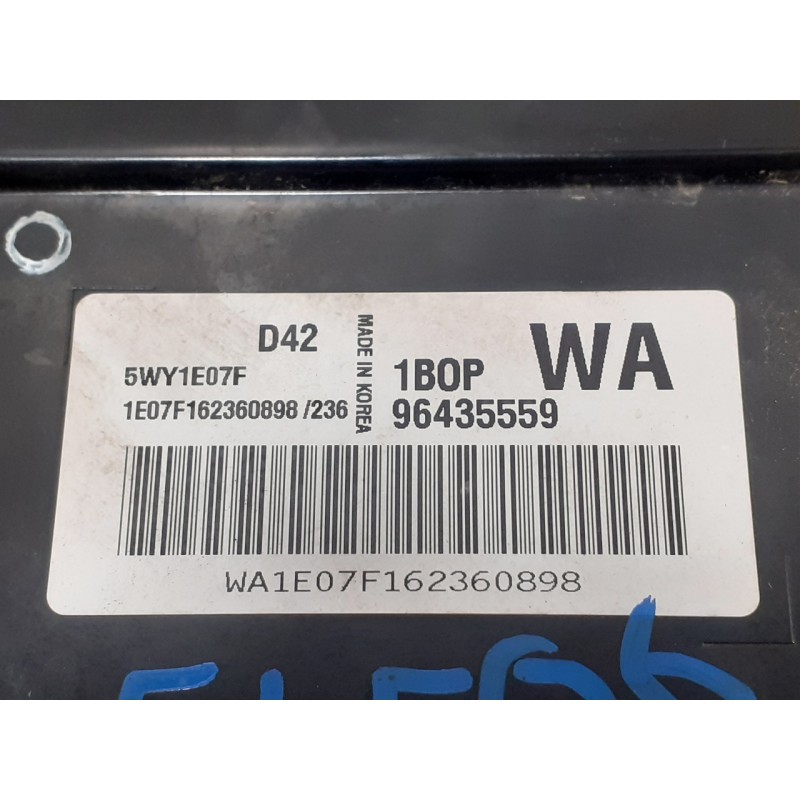 D42
5WY1E07F
1E07F162360898 /236
MADE IN KOREA
1BOP
WA
96435559
WA1E07F162360898